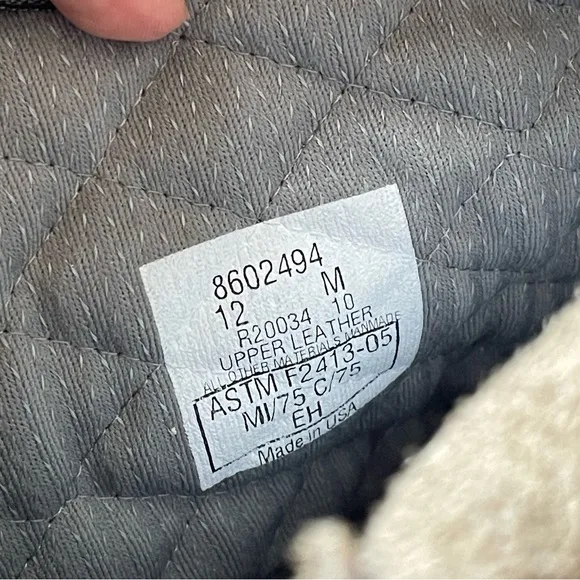 8602494
12 M
R20034 10
UPPER LEATHER
ALL OTHER MATERIALS MANMADE
ASTM F2413-05
MI/75 C/75
EH
Made in USA